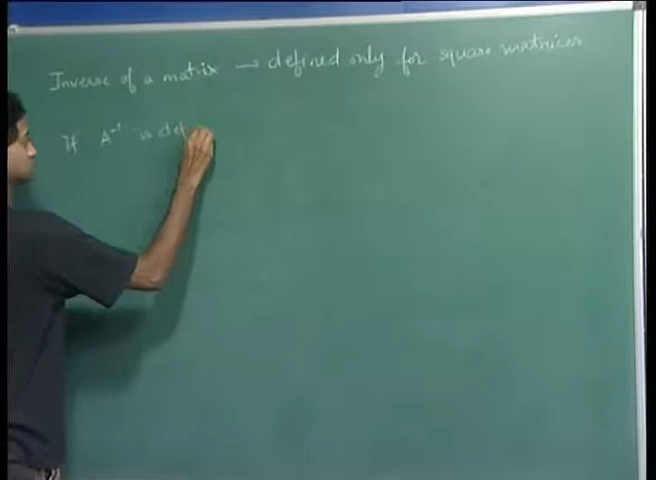 Inverse of a matrix → defined only for square matrices
If A⁻¹ is def